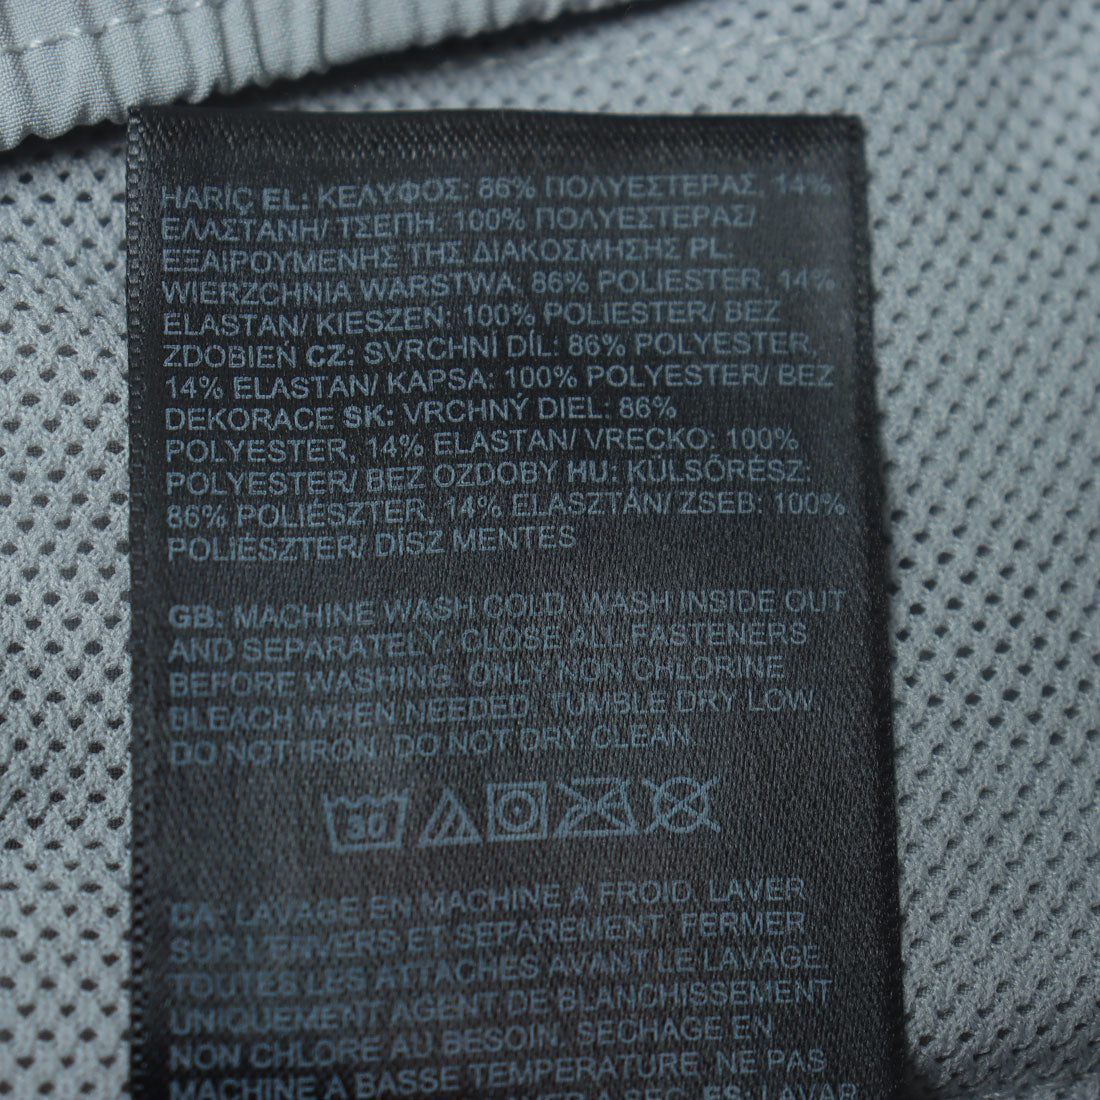 HARIÇ EL: ΚΕΛΥΦΟΣ: 86% ΠΟΛΥΕΣΤΕΡΑΣ, 14%
ΕΛΑΣΤΑΝΗ/ ΤΣΕΠΗ: 100% ΠΟΛΥΕΣΤΕΡΑΣ/
ΕΞΑΙΡΟΥΜΕΝΗΣ ΤΗΣ ΔΙΑΚΟΣΜΗΣΗΣ PL:
WIERZCHNIA WARSTWA: 86% POLIESTER, 14%
ELASTAN/ KIESZEN: 100% POLIESTER/ BEZ
ZDOBIEŃ CZ: SVRCHNÍ DÍL: 86% POLYESTER,
14% ELASTAN/ KAPSA: 100% POLYESTER/ BEZ
DEKORACE SK: VRCHNÝ DIEL: 86%
POLYESTER, 14% ELASTAN/ VRECKO: 100%
POLYESTER/ BEZ OZDOBY HU: KÜLSŐRÉSZ:
86% POLIÉSZTER, 14% ELASZTÁN/ ZSEB: 100%
POLIÉSZTER/ DÍSZ MENTES
GB: MACHINE WASH COLD, WASH INSIDE OUT
AND SEPARATELY, CLOSE ALL FASTENERS
BEFORE WASHING, ONLY NON CHLORINE
BLEACH WHEN NEEDED, TUMBLE DRY LOW,
DO NOT IRON, DO NOT DRY CLEAN.
30
CA: LAVAGE EN MACHINE A FROID, LAVER
SUR L'ENVERS ET SEPAREMENT, FERMER
TOUTES LES ATTACHES AVANT LE LAVAGE,
UNIQUEMENT AGENT DE BLANCHISSEMENT
NON CHLORE AU BESOIN, SECHAGE EN
MACHINE A BASSE TEMPERATURE, NE PAS
A SEC, ES: LAVAR